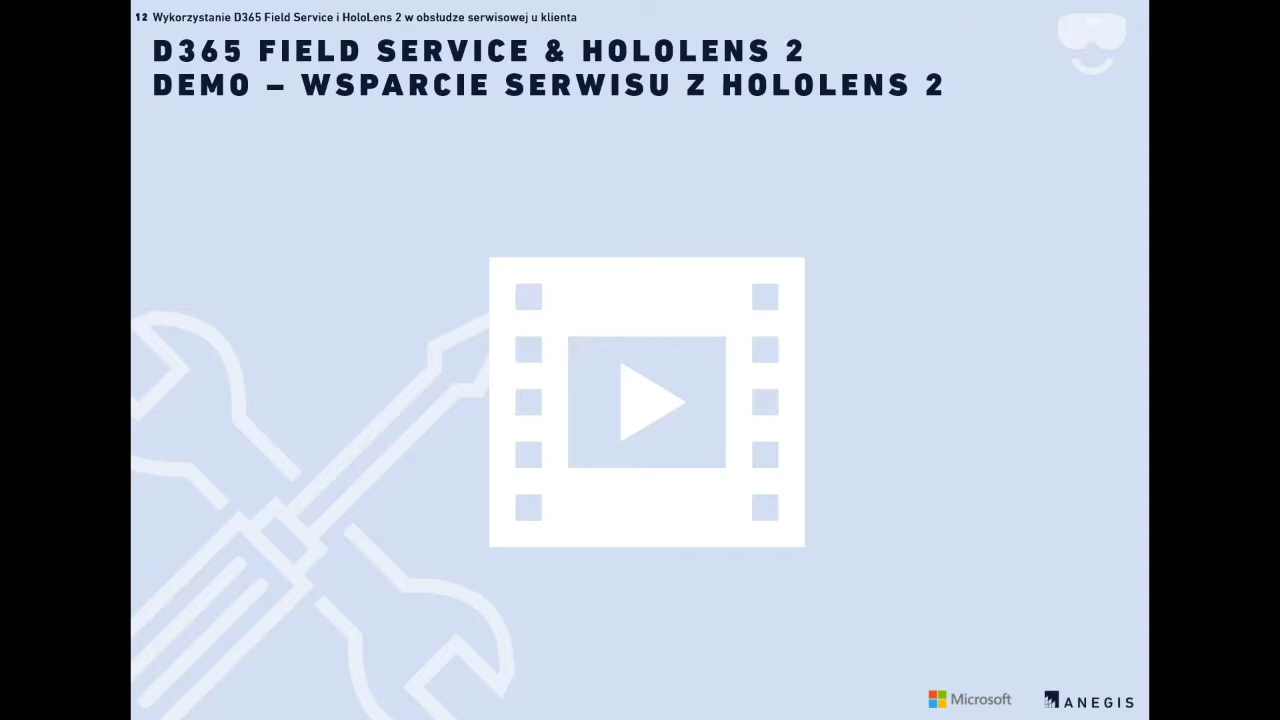 12 Wykorzystanie D365 Field Service i HoloLens 2 w obsłudze serwisowej u klienta
D365 FIELD SERVICE & HOLOLENS 2
DEMO – WSPARCIE SERWISU Z HOLOLENS 2
Microsoft
ANEGIS